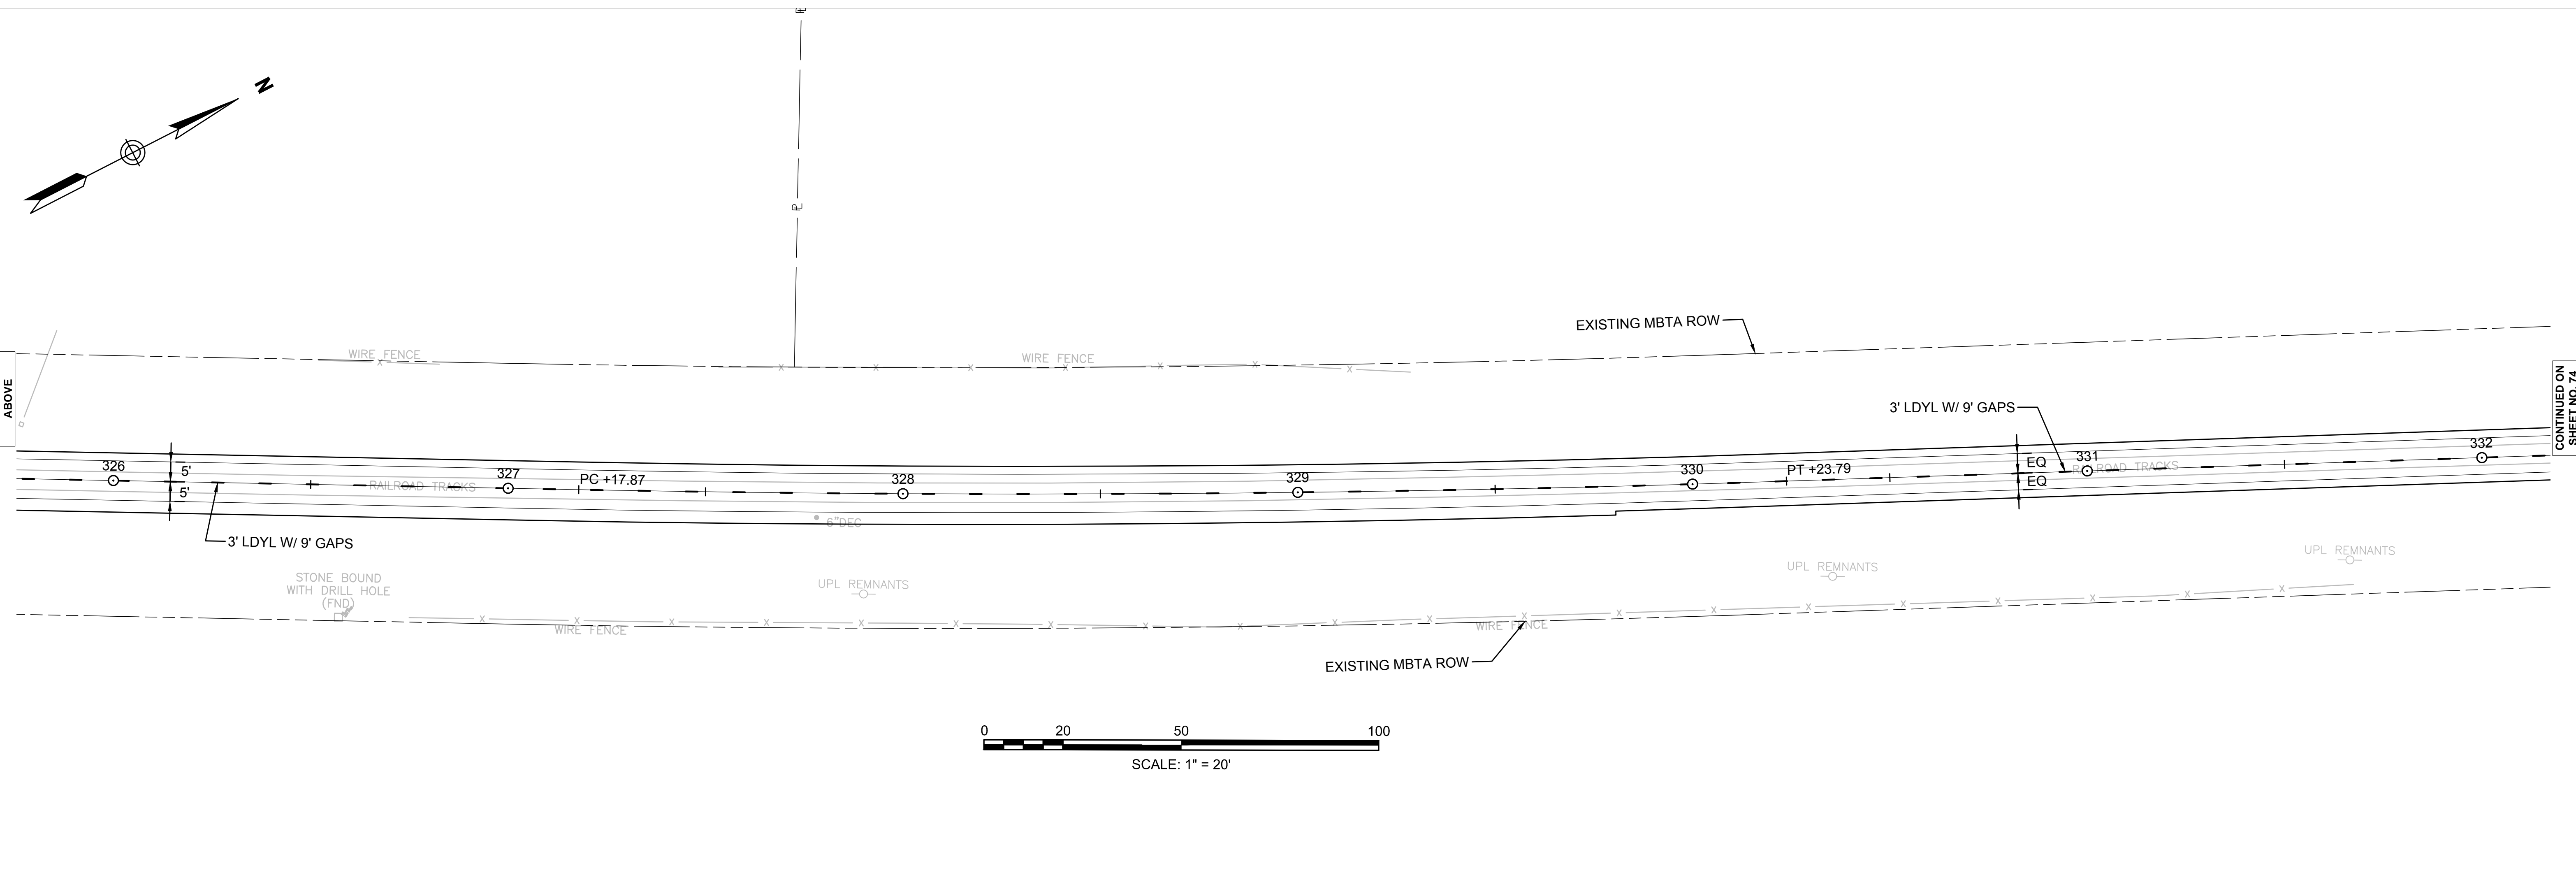 N
PL
EXISTING MBTA ROW
WIRE FENCE
WIRE FENCE
ABOVE
CONTINUED ON
SHEET NO. 74
3' LDYL W/ 9' GAPS
326
5'
5'
RAILROAD TRACKS
327
PC +17.87
328
329
330
PT +23.79
EQ
EQ
331
RAILROAD TRACKS
332
6"DEC
3' LDYL W/ 9' GAPS
STONE BOUND
WITH DRILL HOLE
(FND)
UPL REMNANTS
UPL REMNANTS
UPL REMNANTS
WIRE FENCE
WIRE FENCE
EXISTING MBTA ROW
0 20 50 100
SCALE: 1" = 20'